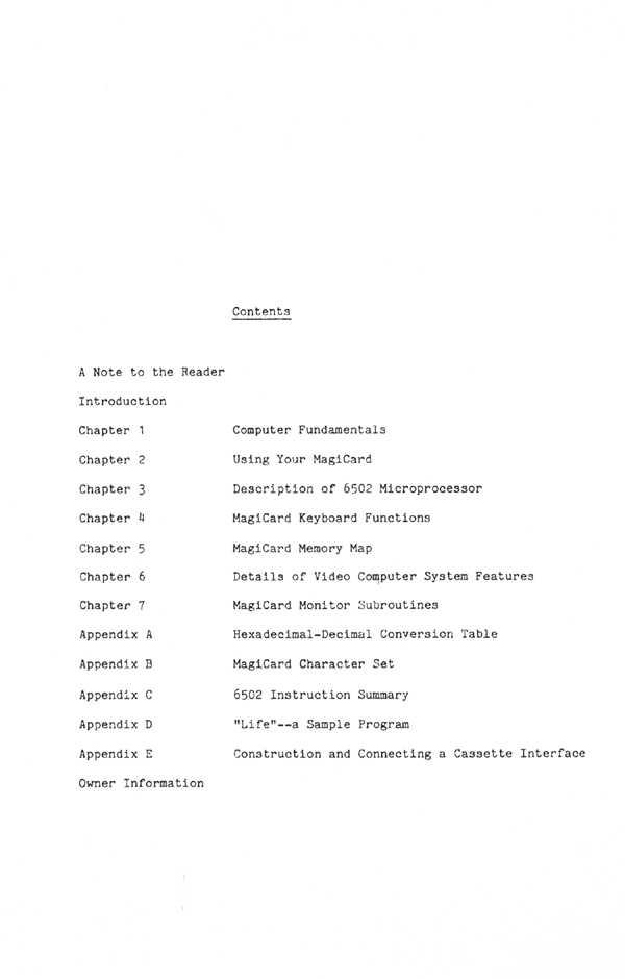 Contents
A Note to the Reader
Introduction
Chapter 1 Computer Fundamentals
Chapter 2 Using Your MagiCard
Chapter 3 Description of 6502 Microprocessor
Chapter 4 MagiCard Keyboard Functions
Chapter 5 MagiCard Memory Map
Chapter 6 Details of Video Computer System Features
Chapter 7 MagiCard Monitor Subroutines
Appendix A Hexadecimal-Decimal Conversion Table
Appendix B MagiCard Character Set
Appendix C 6502 Instruction Summary
Appendix D "Life"--a Sample Program
Appendix E Construction and Connecting a Cassette Interface
Owner Information